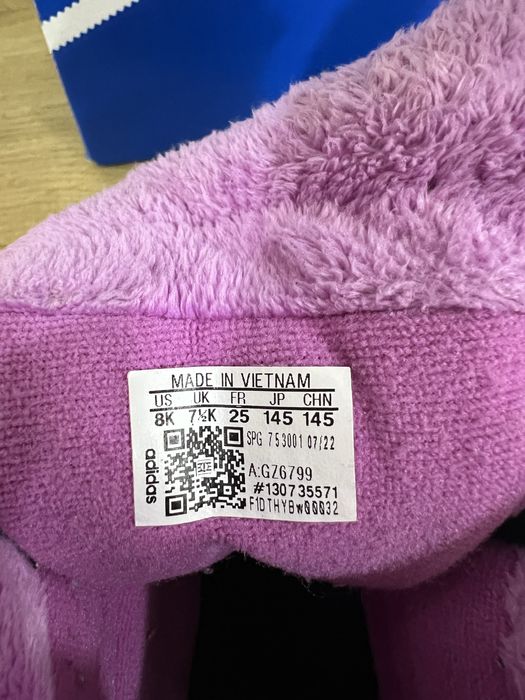 MADE IN VIETNAM
US UK FR JP CHN
8K 7½K 25 145 145
SPG 753001 07/22
adidas
A:GZ6799
#130735571
F1DTHYBw00032